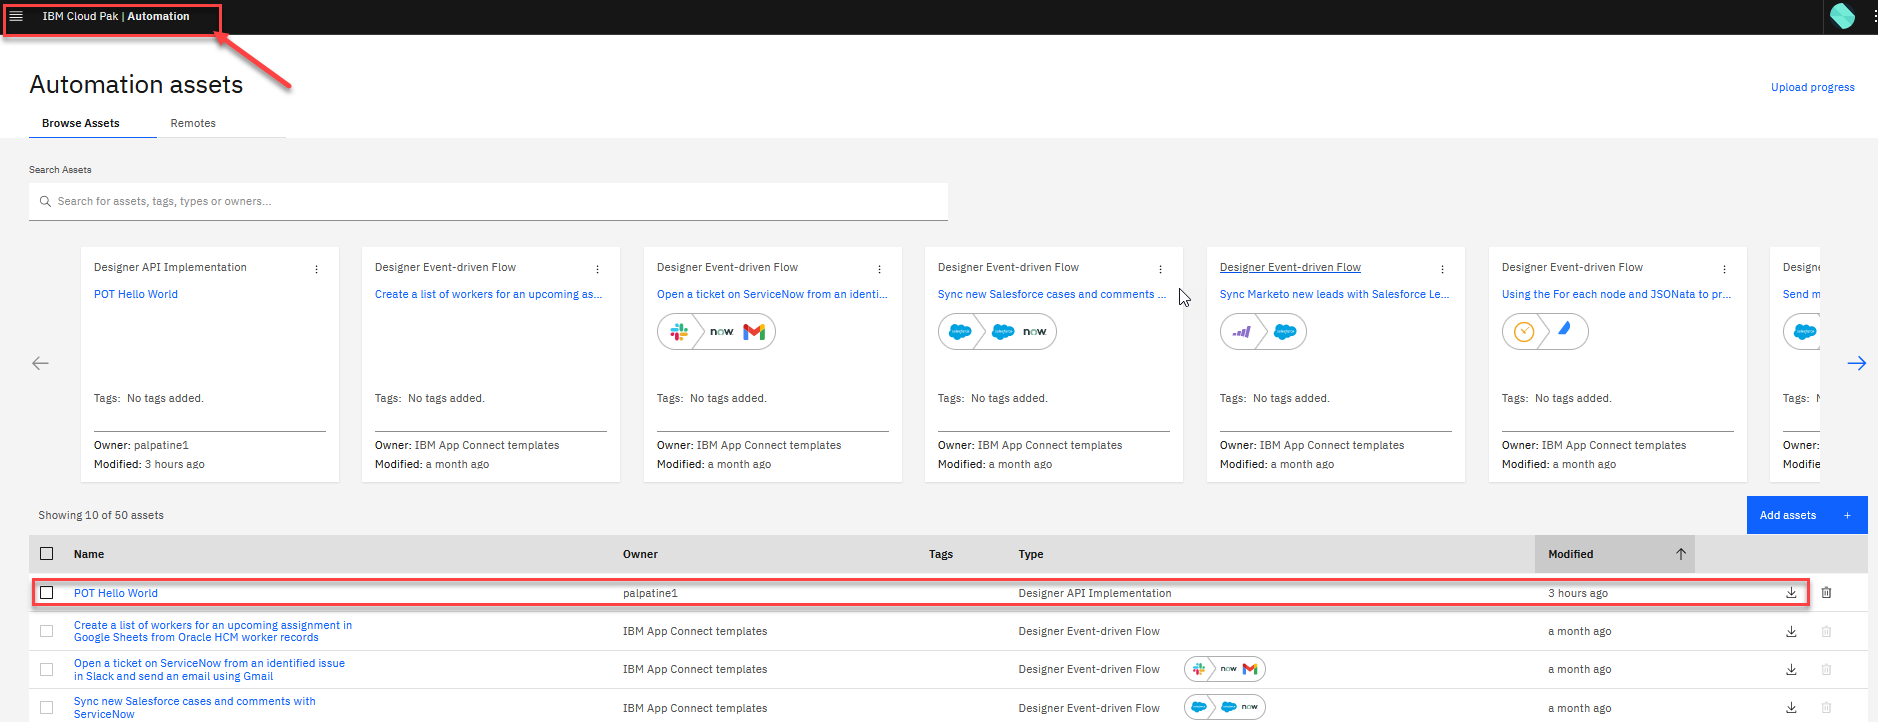 IBM Cloud Pak | Automation
Automation assets
Upload progress
Browse Assets
Remotes
Search Assets
Search for assets, tags, types or owners...
Designer API Implementation
POT Hello World
Tags: No tags added.
Owner: palpatine1
Modified: 3 hours ago
Designer Event-driven Flow
Create a list of workers for an upcoming as...
Tags: No tags added.
Owner: IBM App Connect templates
Modified: a month ago
Designer Event-driven Flow
Open a ticket on ServiceNow from an identi...
now
Tags: No tags added.
Owner: IBM App Connect templates
Modified: a month ago
Designer Event-driven Flow
Sync new Salesforce cases and comments ...
salesforce salesforce now
Tags: No tags added.
Owner: IBM App Connect templates
Modified: a month ago
Designer Event-driven Flow
Sync Marketo new leads with Salesforce Le...
salesforce
Tags: No tags added.
Owner: IBM App Connect templates
Modified: a month ago
Designer Event-driven Flow
Using the For each node and JSONata to pr...
Tags: No tags added.
Owner: IBM App Connect templates
Modified: a month ago
Designe
Send m
salesforce
Tags:
Owner:
Modifie
Showing 10 of 50 assets
Add assets +
Name Owner Tags Type Modified
POT Hello World palpatine1 Designer API Implementation 3 hours ago
Create a list of workers for an upcoming assignment in
Google Sheets from Oracle HCM worker records
IBM App Connect templates Designer Event-driven Flow a month ago
Open a ticket on ServiceNow from an identified issue
in Slack and send an email using Gmail
IBM App Connect templates Designer Event-driven Flow now a month ago
Sync new Salesforce cases and comments with
ServiceNow
IBM App Connect templates Designer Event-driven Flow now a month ago